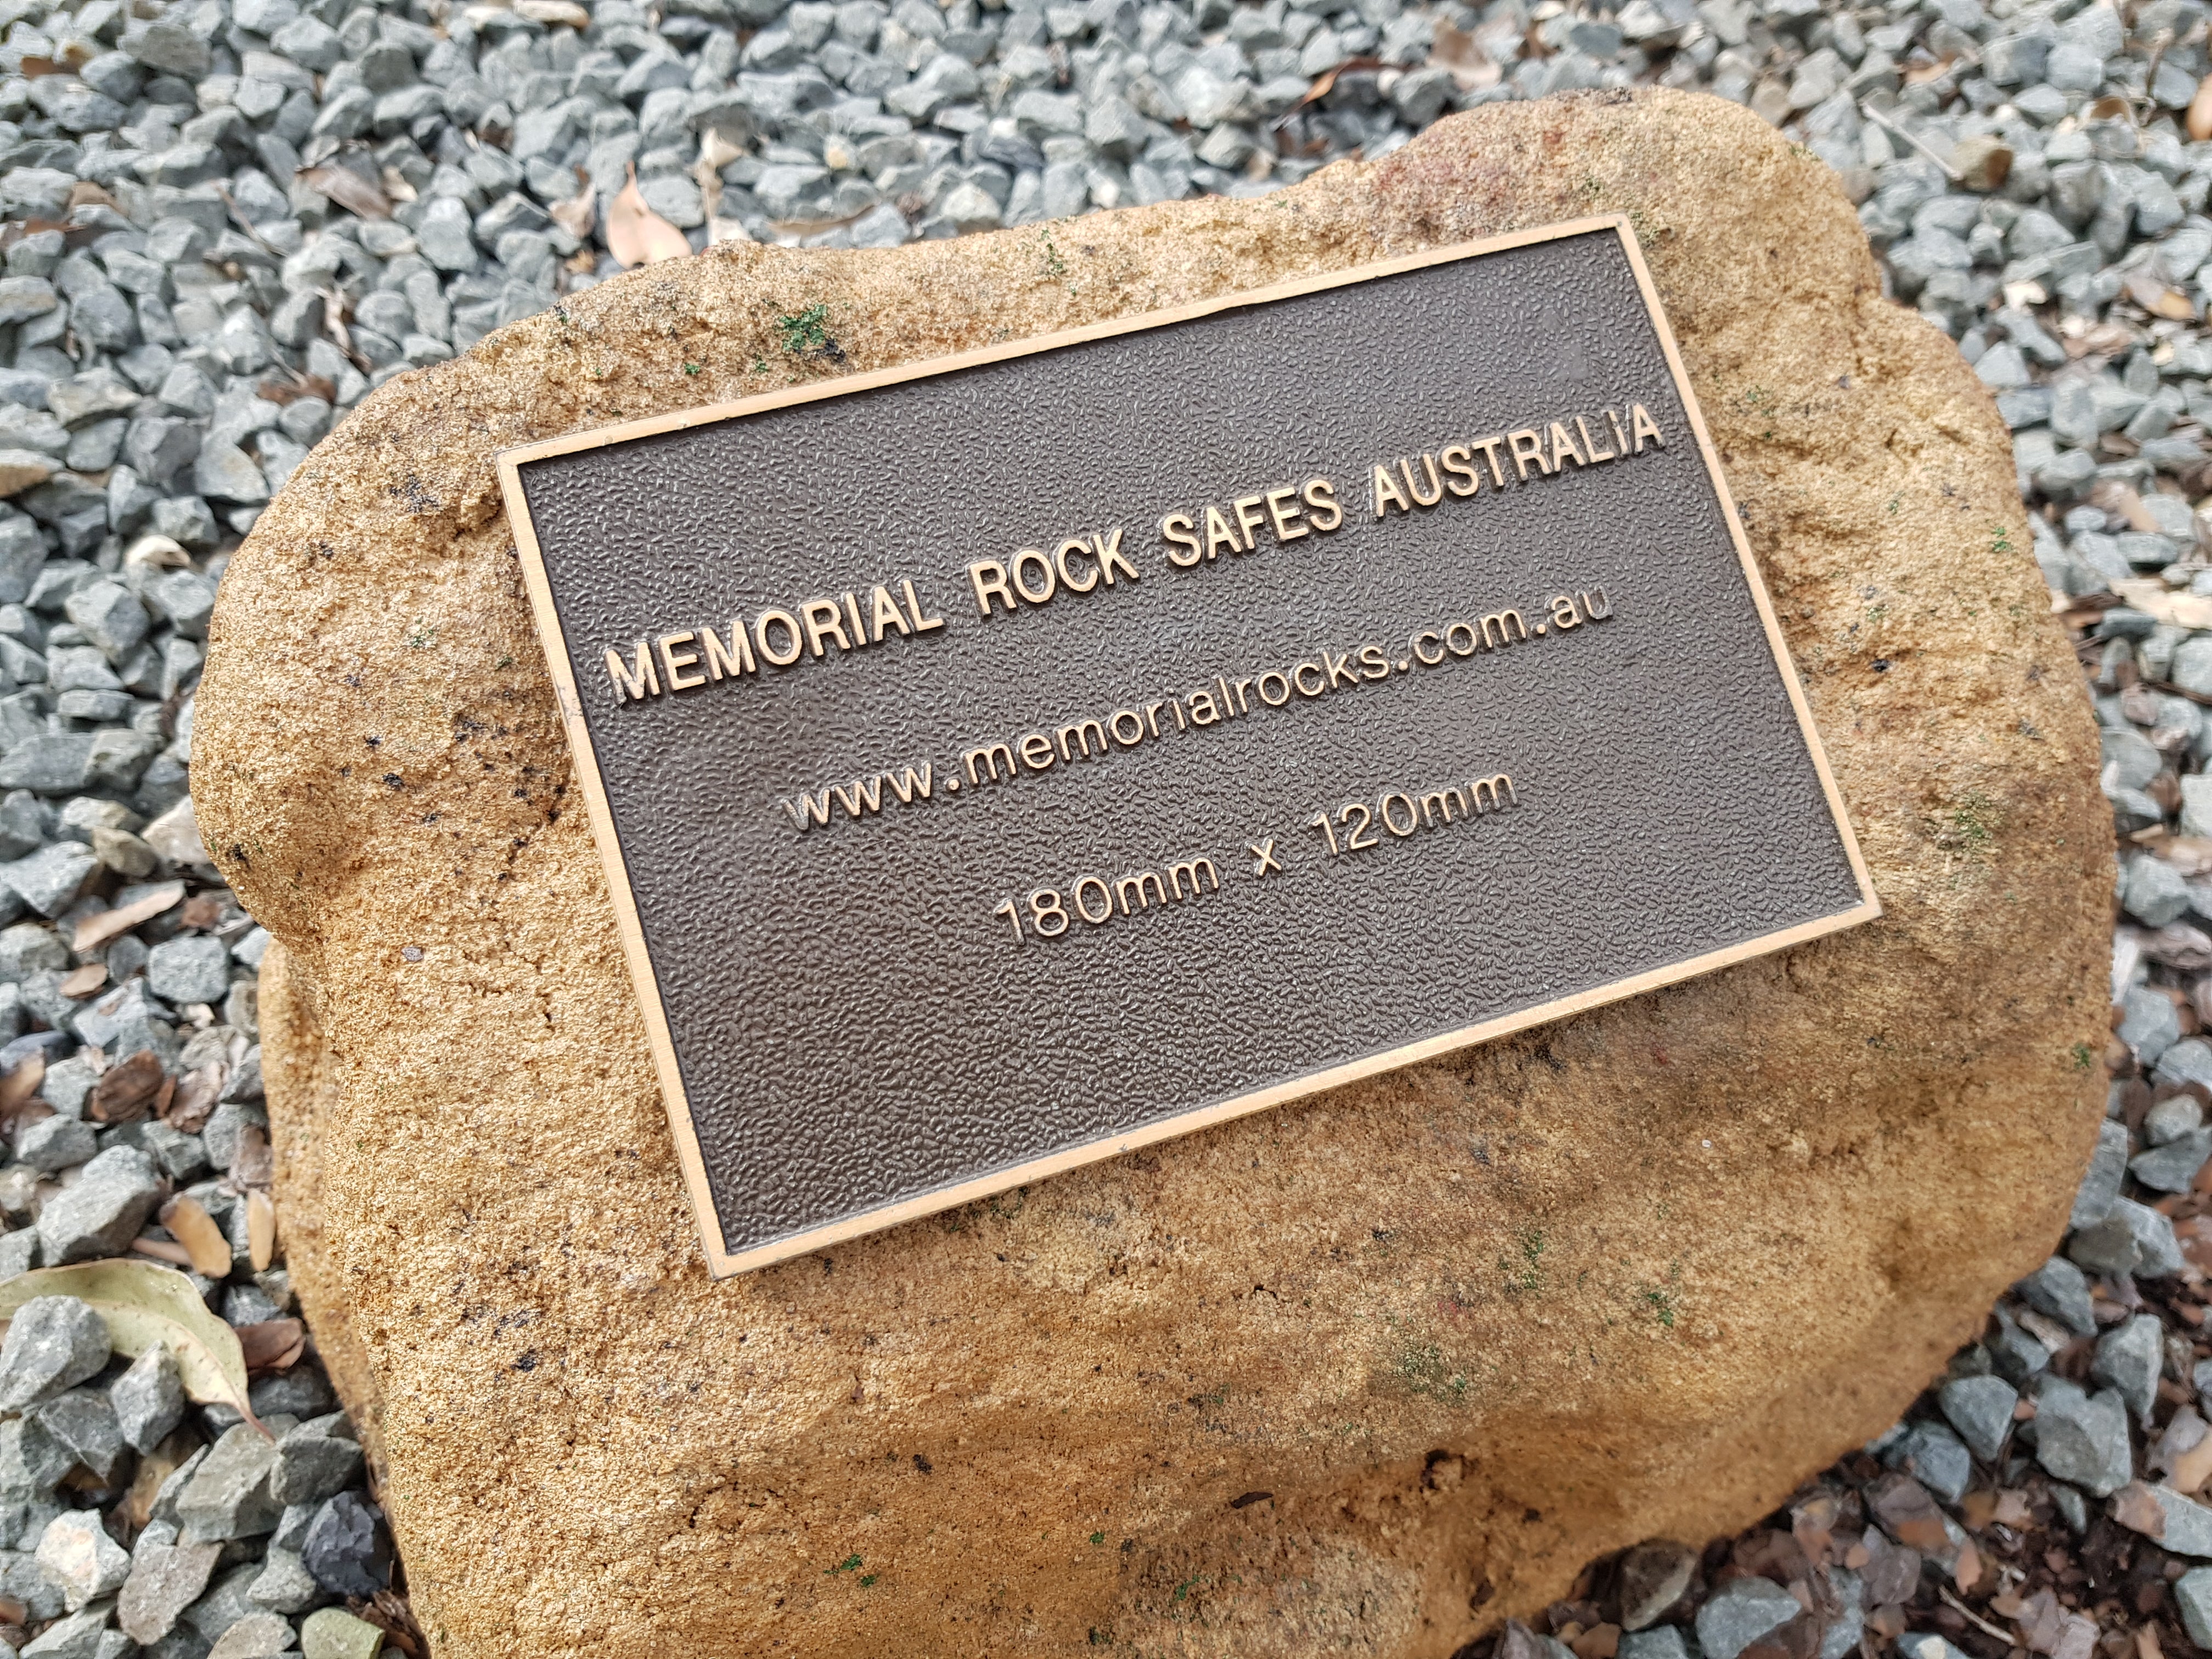 MEMORIAL ROCK SAFES AUSTRALIA
www.memorialrocks.com.au
180mm x 120mm